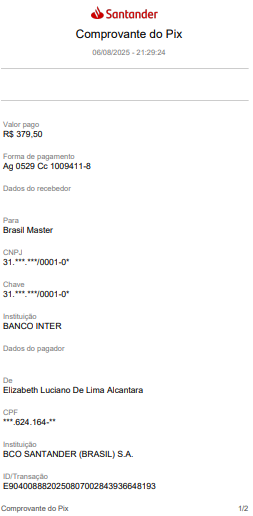 Santander
Comprovante do Pix
06/08/2025 - 21:29:24
Valor pago
R$ 379,50
Forma de pagamento
Ag 0529 Cc 1009411-8
Dados do recebedor
Para
Brasil Master
CNPJ
31.***.***/0001-0*
Chave
31.***.***/0001-0*
Instituição
BANCO INTER
Dados do pagador
De
Elizabeth Luciano De Lima Alcantara
CPF
***.624.164-**
Instituição
BCO SANTANDER (BRASIL) S.A.
ID/Transação
E9040088820250807002843936648193
Comprovante do Pix 1/2